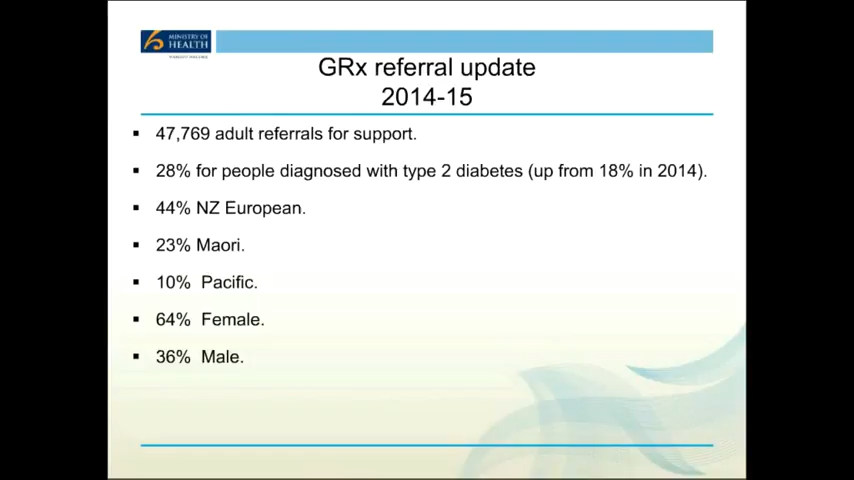 MINISTRY OF
HEALTH
GRx referral update
2014-15
▪ 47,769 adult referrals for support.
▪ 28% for people diagnosed with type 2 diabetes (up from 18% in 2014).
▪ 44% NZ European.
▪ 23% Maori.
▪ 10%  Pacific.
▪ 64%  Female.
▪ 36%  Male.